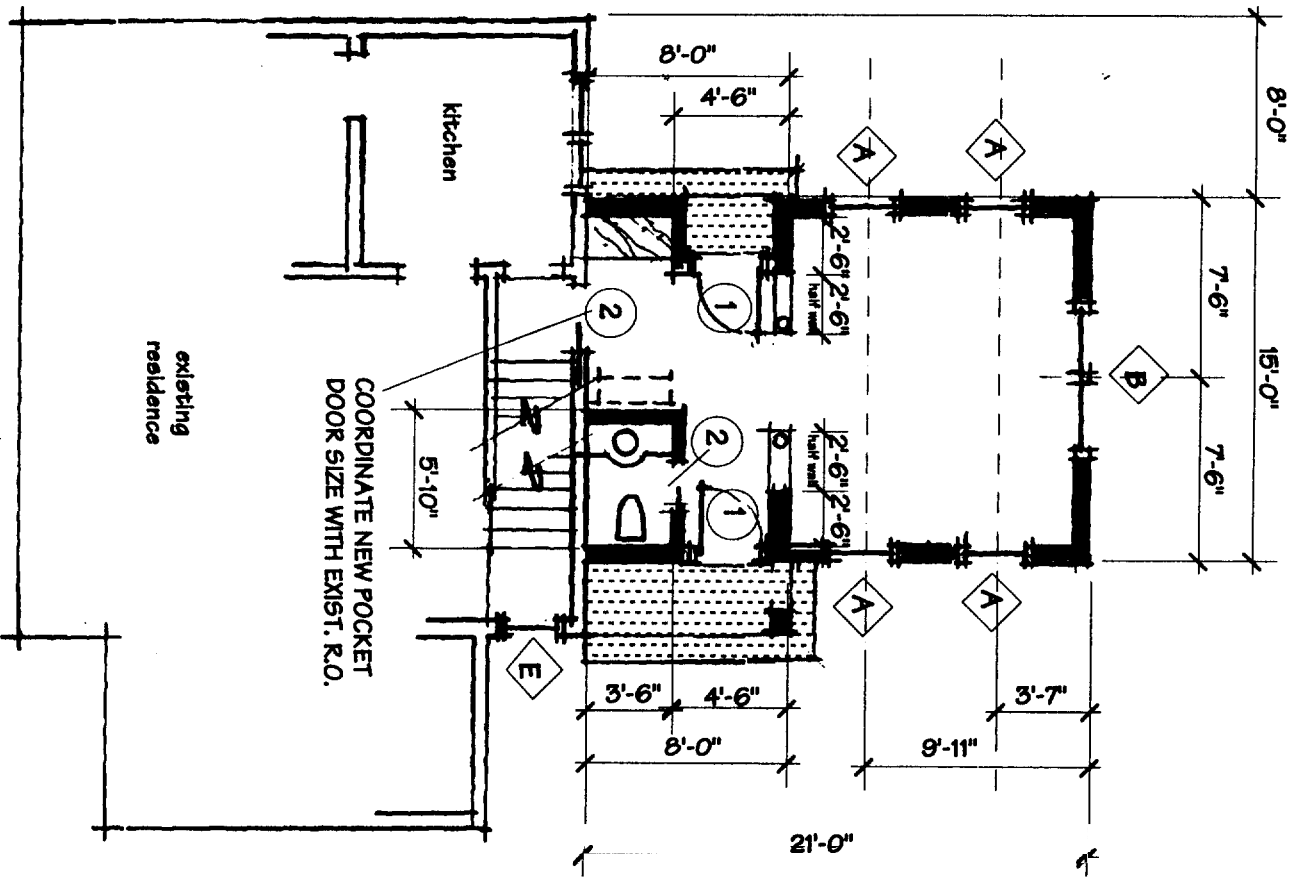 8'-0"
15'-0"
7'-6"
7'-6"
8'-0"
4'-6"
A
A
B
kitchen
2'-6"
2'-6"
half wall
1
2
2'-6"
2'-6"
half wall
2
1
A
A
E
existing
residence
COORDINATE NEW POCKET
DOOR SIZE WITH EXIST. R.O.
5'-10"
3'-6"
4'-6"
8'-0"
3'-7"
9'-11"
21'-0"